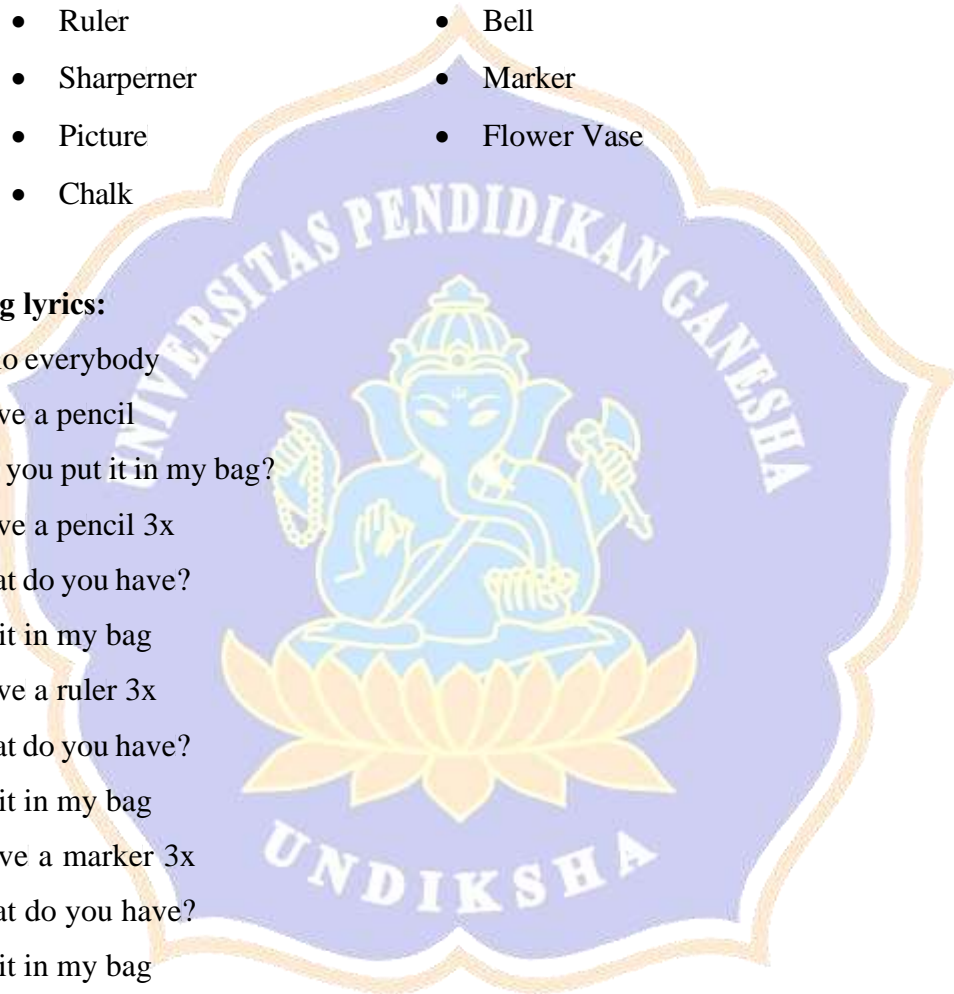 • Ruler
• Sharperner
• Picture
• Chalk
• Bell
• Marker
• Flower Vase
UNIVERSITAS PENDIDIKAN GANESHA
g lyrics:
lo everybody
ve a pencil
you put it in my bag?
ve a pencil 3x
at do you have?
it in my bag
ve a ruler 3x
at do you have?
it in my bag
ve a marker 3x
at do you have?
it in my bag
UNDIKSHA